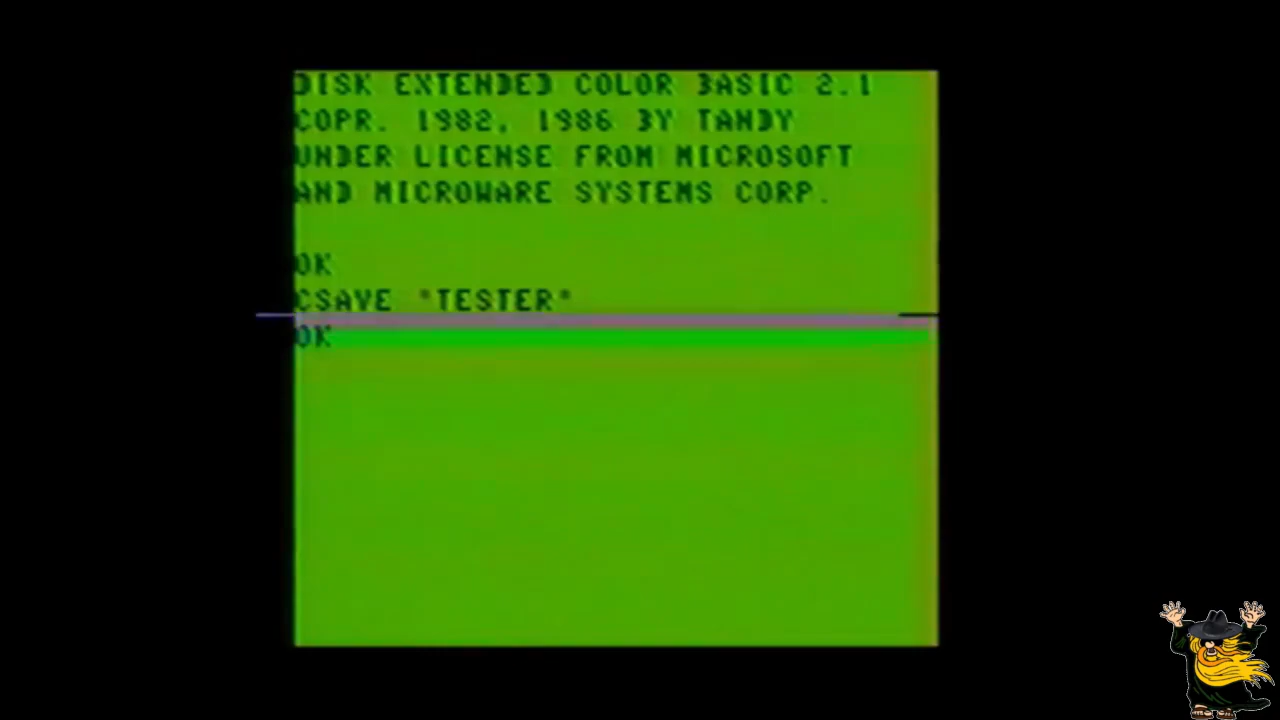 DISK EXTENDED COLOR BASIC 2.1
COPR. 1982, 1986 BY TANDY
UNDER LICENSE FROM MICROSOFT
AND MICROWARE SYSTEMS CORP.
OK
CSAVE "TESTER"
OK